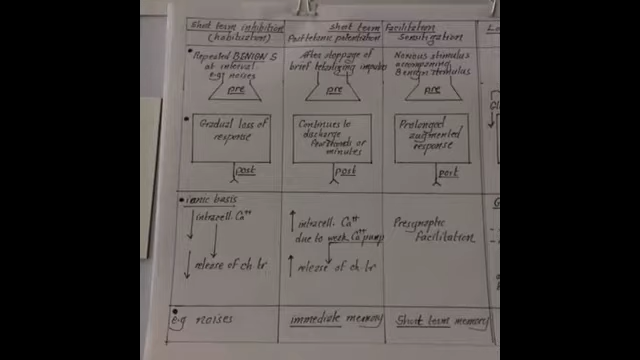 Short term inhibition
(habituation)
Repeated BENIGN S
at interval
e.g noises
pre
Gradual loss of
response
post
ionic basis
intracell. Ca++
release of ch. tr
e.g noises
Short term Facilitation
Post tetanic potentiation
After stoppage of
brief tetanizing impulses
pre
Continues to
discharge
Few seconds or
minutes
post
intracell. Ca++
due to weak Ca pump
release of ch tr
immediate memory
Sensitization
Noxious stimulus
accompanying
Benign stimulus
pre
Prolonged
augmented
response
post
Presynaptic
facilitation
Short term memory